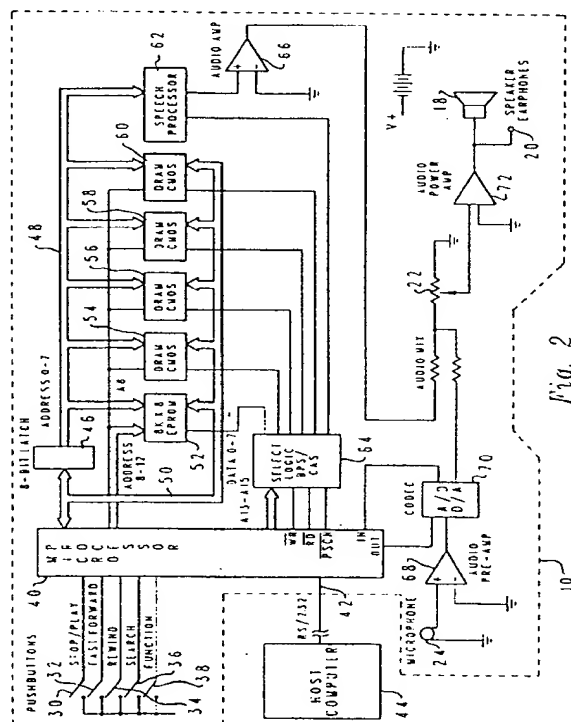 PUSHBUTTONS
30
32
STOP/PLAY
FAST FORWARD
REWIND
SEARCH
FUNCTION
34
36
38
40
MICROPROCESSOR
8-BIT LATCH
46
ADDRESS 0-7
48
50
ADDRESS
8-12
A8
8K X 8
EPROM
52
DRAM
CMOS
54
DRAM
CMOS
56
DRAM
CMOS
58
DRAM
CMOS
60
SPEECH
PROCESSOR
62
AUDIO AMP
+
-
66
DATA 0-7
A13-A15
SELECT
LOGIC BPS/
CAS
64
WR
RD
PSCN
IN
OUT
42
RS/232
HOST
COMPUTER
44
MICROPHONE
24
AUDIO
PRE-AMP
68
+
-
CODEC
A/D
D/A
70
AUDIO MIX
22
AUDIO POWER
AMP
72
V+
18
SPEAKER
EARPHONES
20
10
Fig. 2